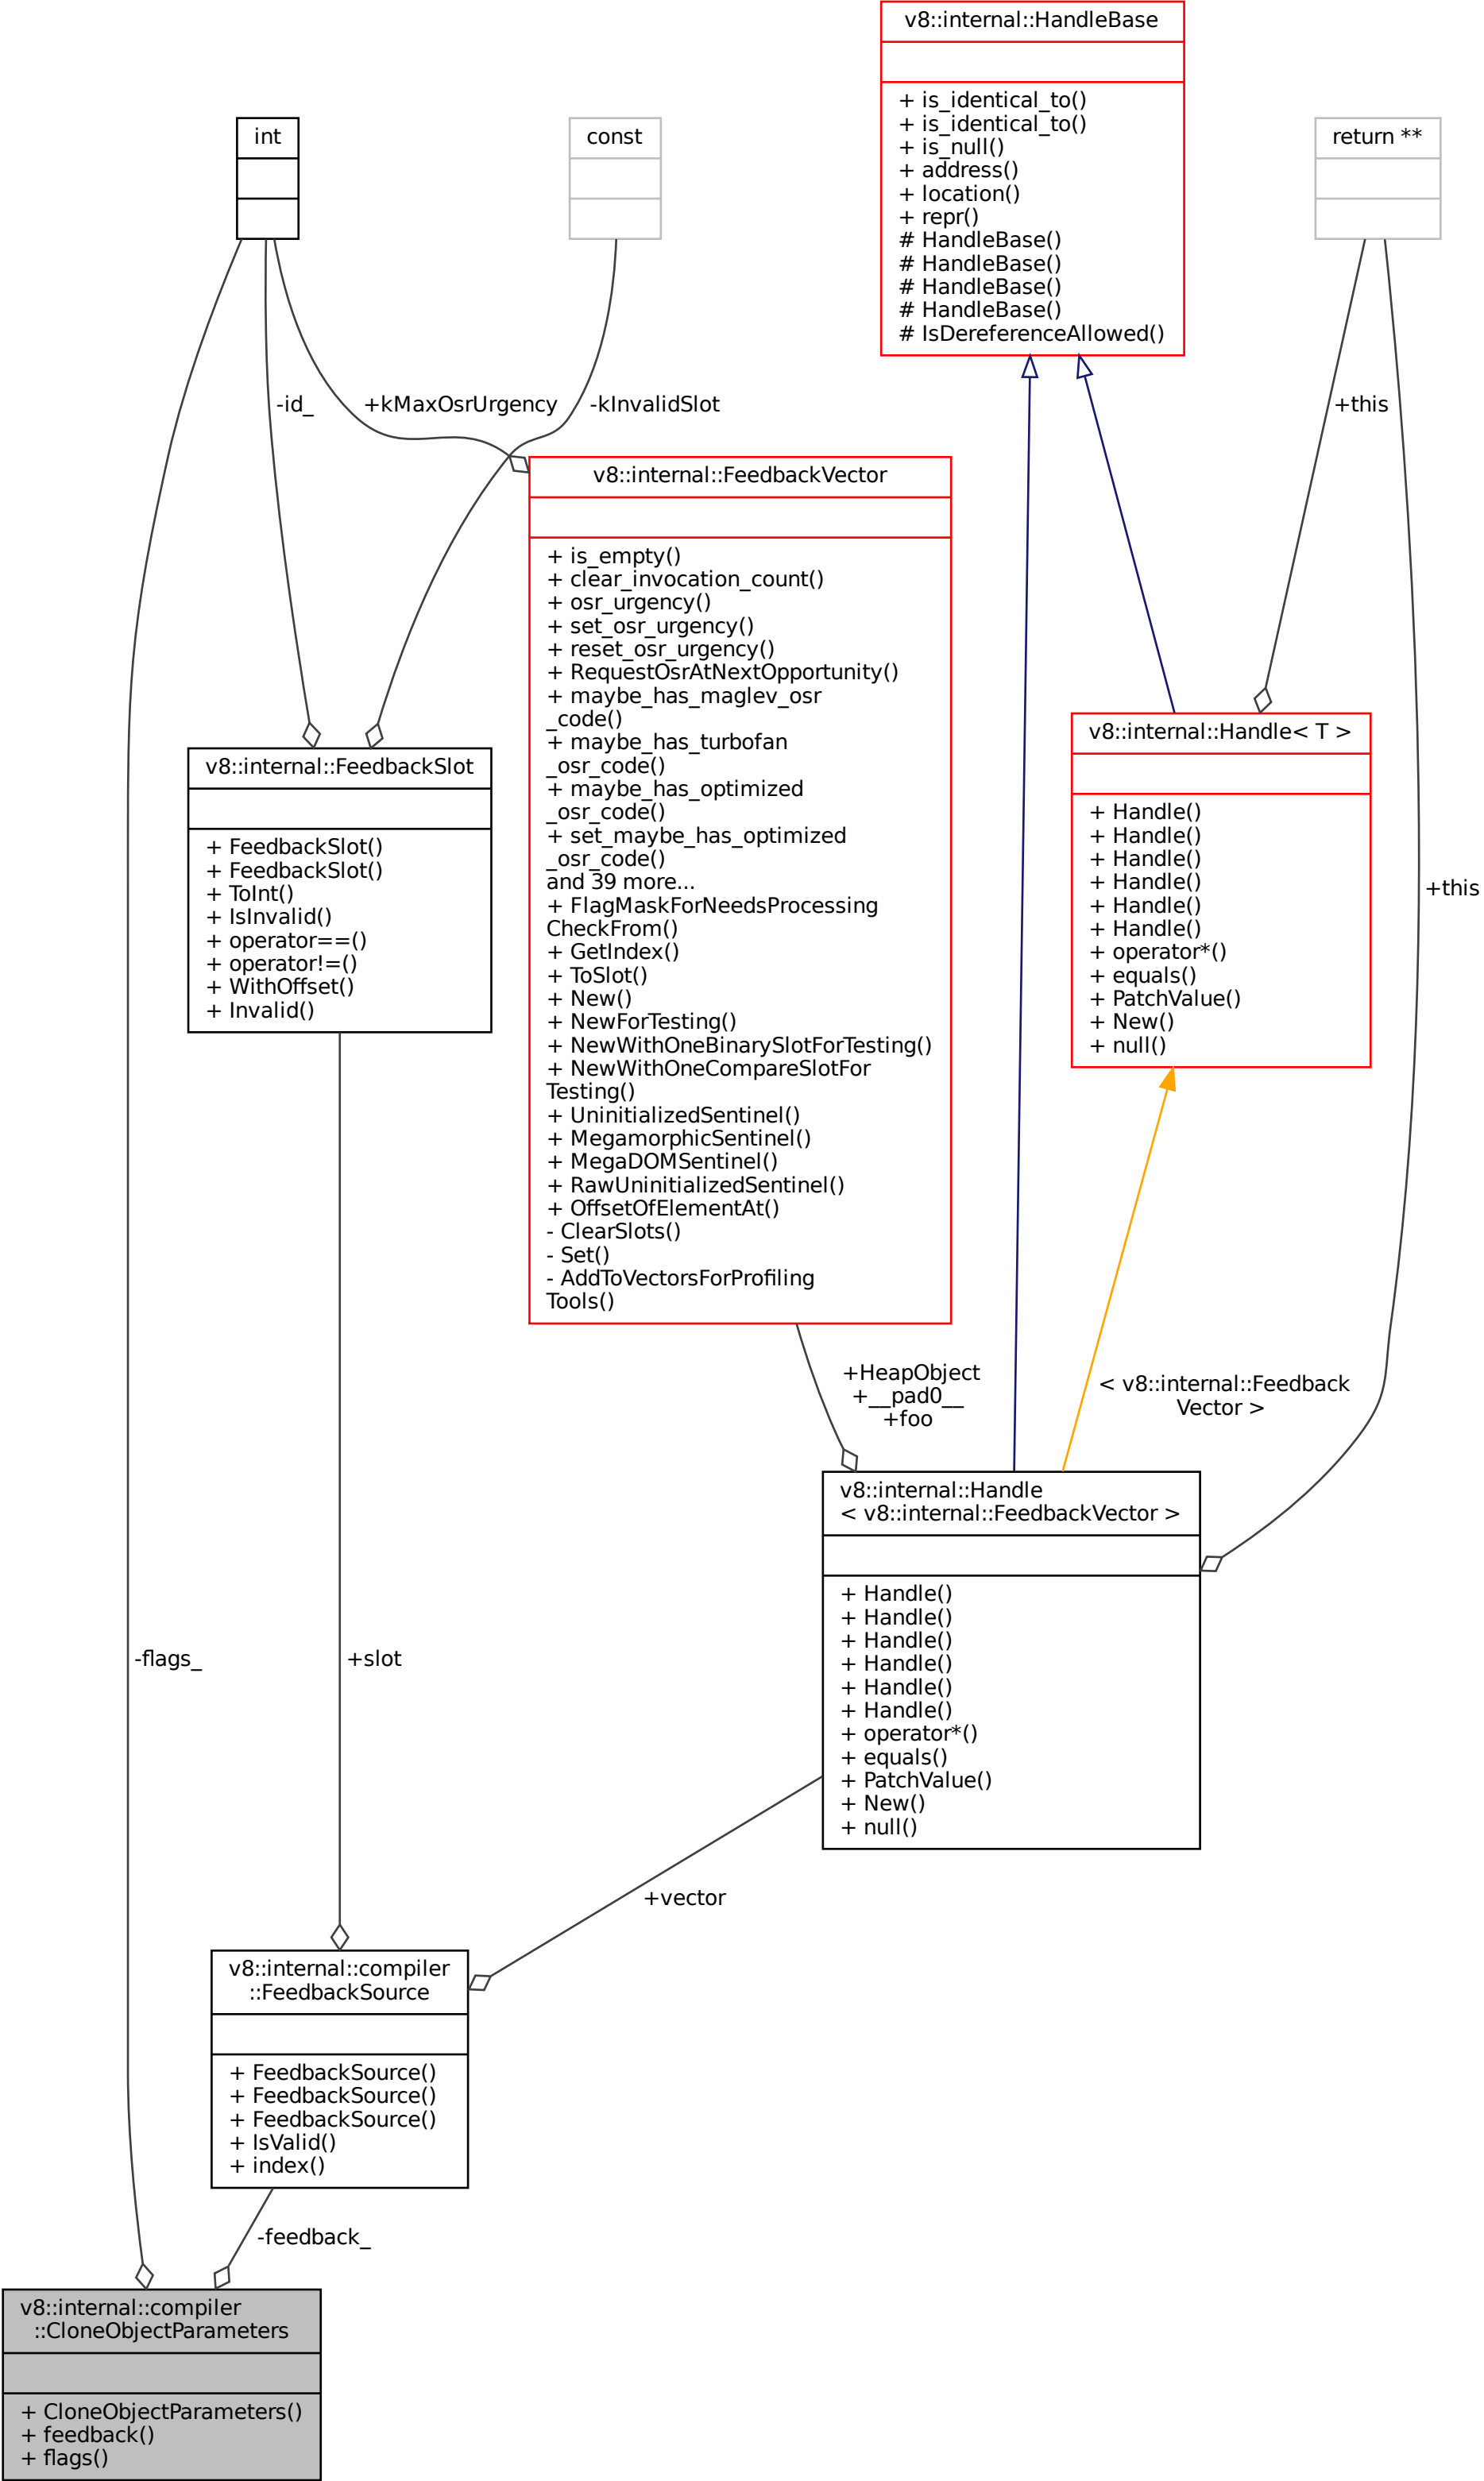 v8::internal::HandleBase
+ is_identical_to()
+ is_identical_to()
+ is_null()
+ address()
+ location()
+ repr()
# HandleBase()
# HandleBase()
# HandleBase()
# HandleBase()
# IsDereferenceAllowed()
int
const
return **
-id_
+kMaxOsrUrgency
-kInvalidSlot
+this
v8::internal::FeedbackVector
+ is_empty()
+ clear_invocation_count()
+ osr_urgency()
+ set_osr_urgency()
+ reset_osr_urgency()
+ RequestOsrAtNextOpportunity()
+ maybe_has_maglev_osr
_code()
+ maybe_has_turbofan
_osr_code()
+ maybe_has_optimized
_osr_code()
+ set_maybe_has_optimized
_osr_code()
and 39 more...
+ FlagMaskForNeedsProcessing
CheckFrom()
+ GetIndex()
+ ToSlot()
+ New()
+ NewForTesting()
+ NewWithOneBinarySlotForTesting()
+ NewWithOneCompareSlotFor
Testing()
+ UninitializedSentinel()
+ MegamorphicSentinel()
+ MegaDOMSentinel()
+ RawUninitializedSentinel()
+ OffsetOfElementAt()
- ClearSlots()
- Set()
- AddToVectorsForProfiling
Tools()
v8::internal::Handle< T >
+ Handle()
+ Handle()
+ Handle()
+ Handle()
+ Handle()
+ Handle()
+ operator*()
+ equals()
+ PatchValue()
+ New()
+ null()
v8::internal::FeedbackSlot
+ FeedbackSlot()
+ FeedbackSlot()
+ ToInt()
+ IsInvalid()
+ operator==()
+ operator!=()
+ WithOffset()
+ Invalid()
+this
+HeapObject
+__pad0__
+foo
< v8::internal::Feedback
Vector >
v8::internal::Handle
< v8::internal::FeedbackVector >
+ Handle()
+ Handle()
+ Handle()
+ Handle()
+ Handle()
+ Handle()
+ operator*()
+ equals()
+ PatchValue()
+ New()
+ null()
-flags_
+slot
+vector
v8::internal::compiler
::FeedbackSource
+ FeedbackSource()
+ FeedbackSource()
+ FeedbackSource()
+ IsValid()
+ index()
-feedback_
v8::internal::compiler
::CloneObjectParameters
+ CloneObjectParameters()
+ feedback()
+ flags()